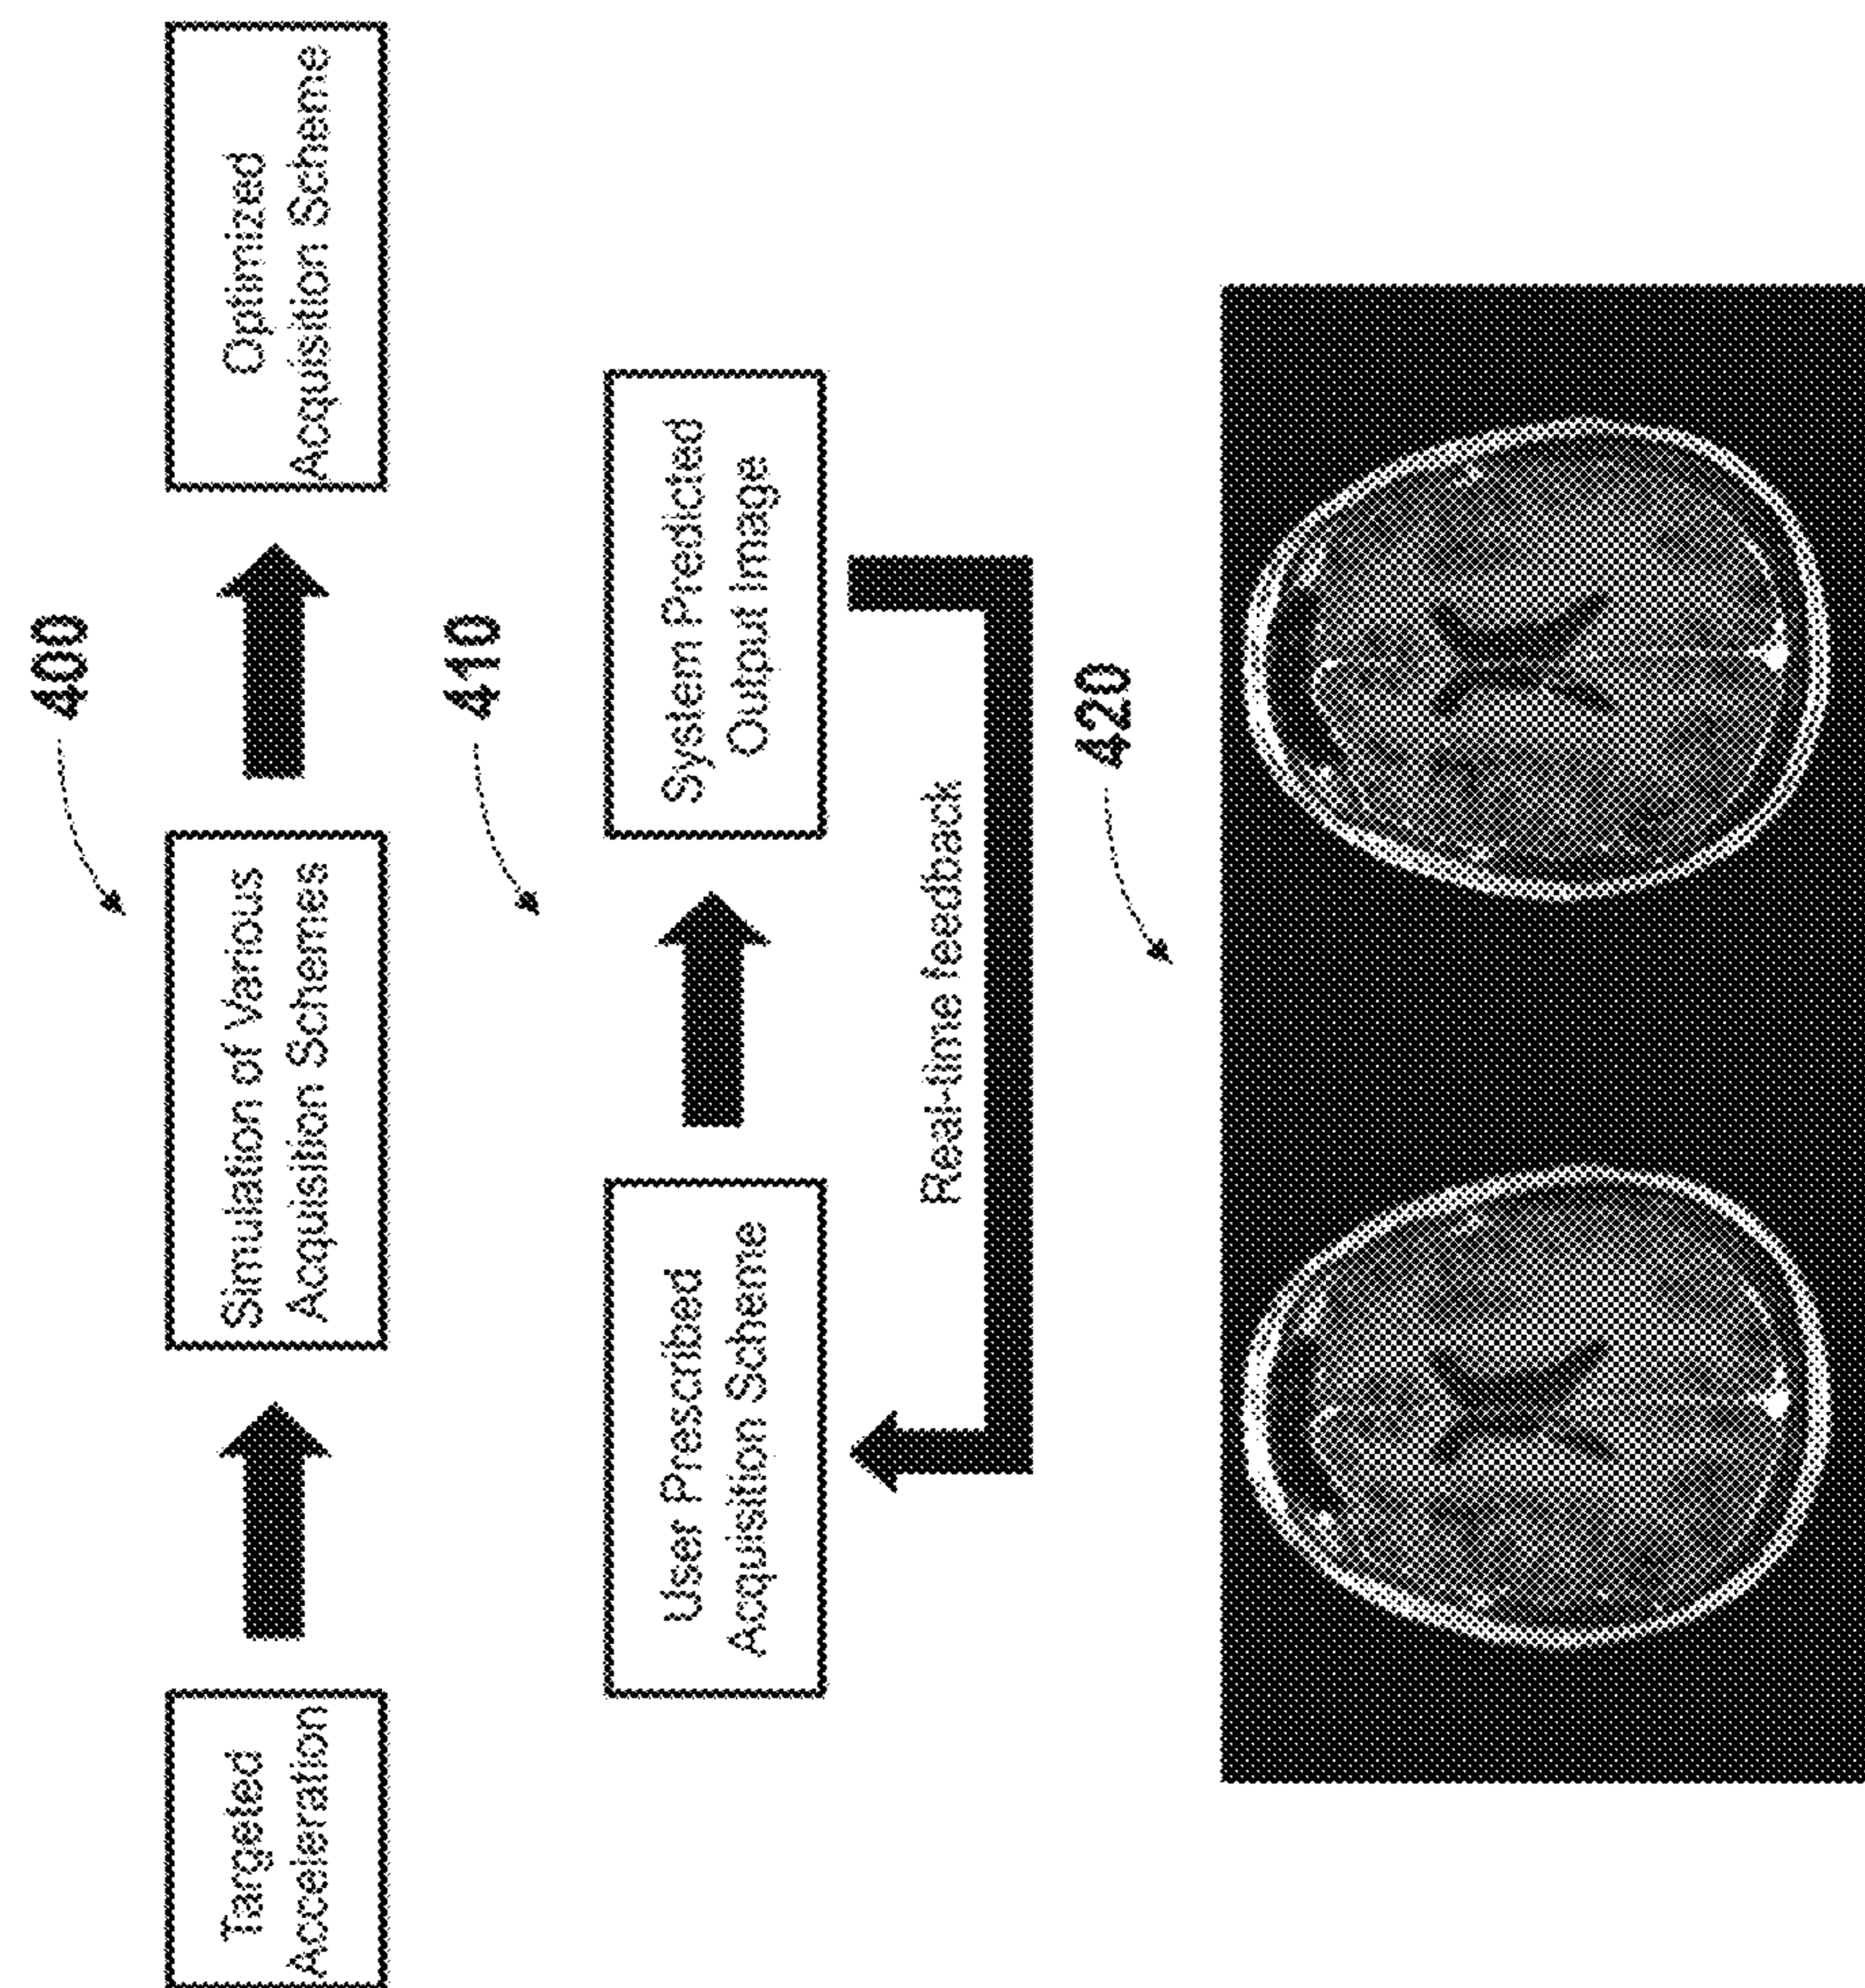 400
Targeted
Acceleration
Simulation of Various
Acquisition Schemes
Optimized
Acquisition Scheme
410
User Prescribed
Acquisition Scheme
System Predicted
Output Image
Real-time feedback
420